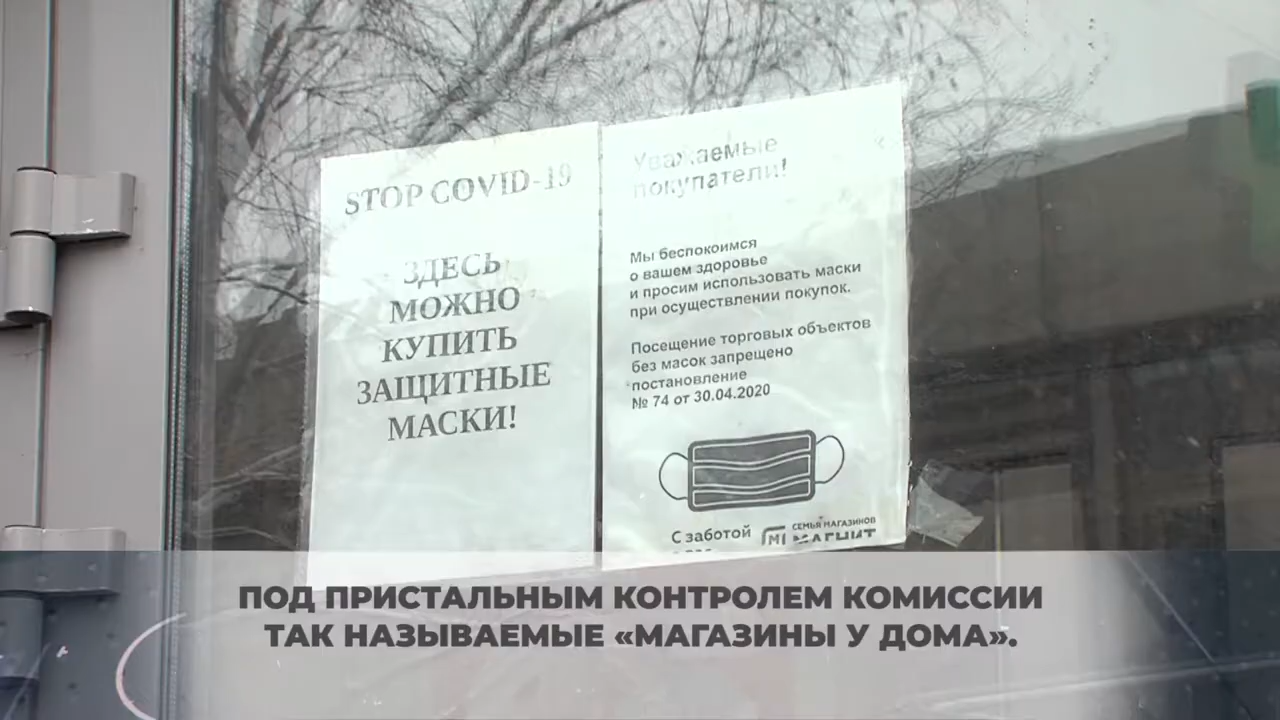 STOP COVID-19
ЗДЕСЬ
МОЖНО
КУПИТЬ
ЗАЩИТНЫЕ
МАСКИ!
Уважаемые
покупатели!
Мы беспокоимся
о вашем здоровье
и просим использовать маски
при осуществлении покупок.
Посещение торговых объектов
без масок запрещено
постановление
№ 74 от 30.04.2020
С заботой
СЕМЬЯ МАГАЗИНОВ
МАГНИТ
ПОД ПРИСТАЛЬНЫМ КОНТРОЛЕМ КОМИССИИ
ТАК НАЗЫВАЕМЫЕ «МАГАЗИНЫ У ДОМА».